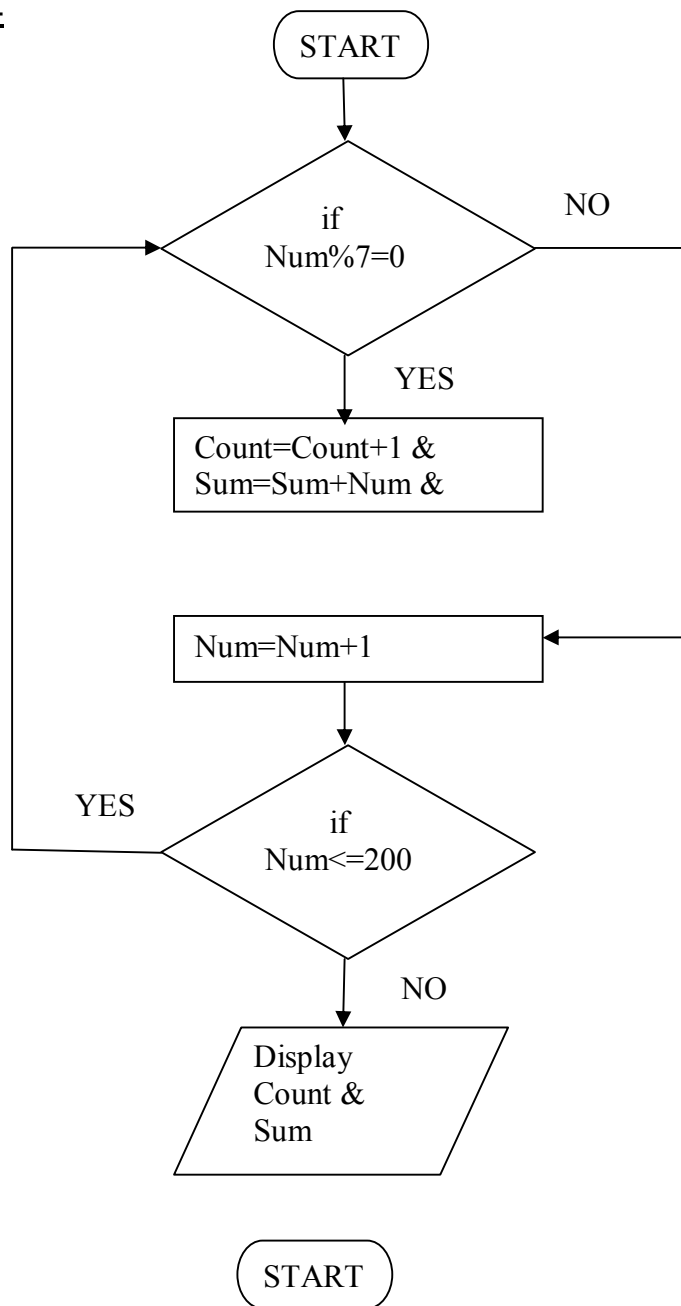 START
if
Num%7=0
NO
YES
Count=Count+1 &
Sum=Sum+Num &
Num=Num+1
YES
if
Num<=200
NO
Display
Count &
Sum
START